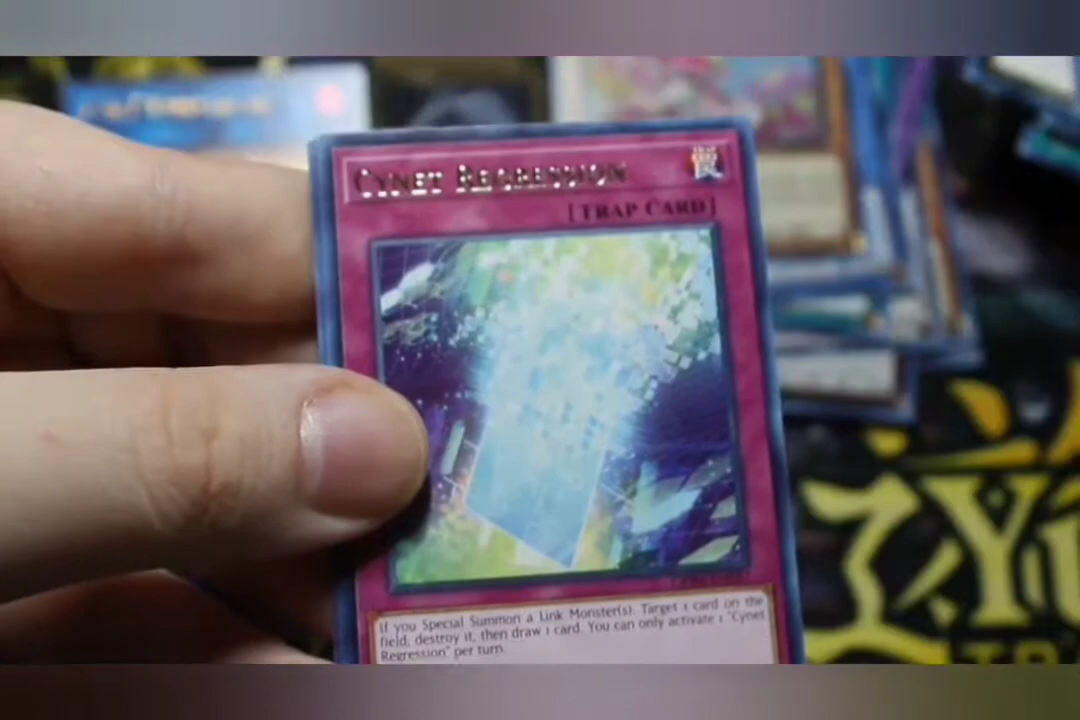 CYNET REGRESSION
[TRAP CARD]
If you Special Summon a Link Monster(s): Target 1 card on the
field; destroy it, then draw 1 card. You can only activate 1 "Cynet
Regression" per turn.